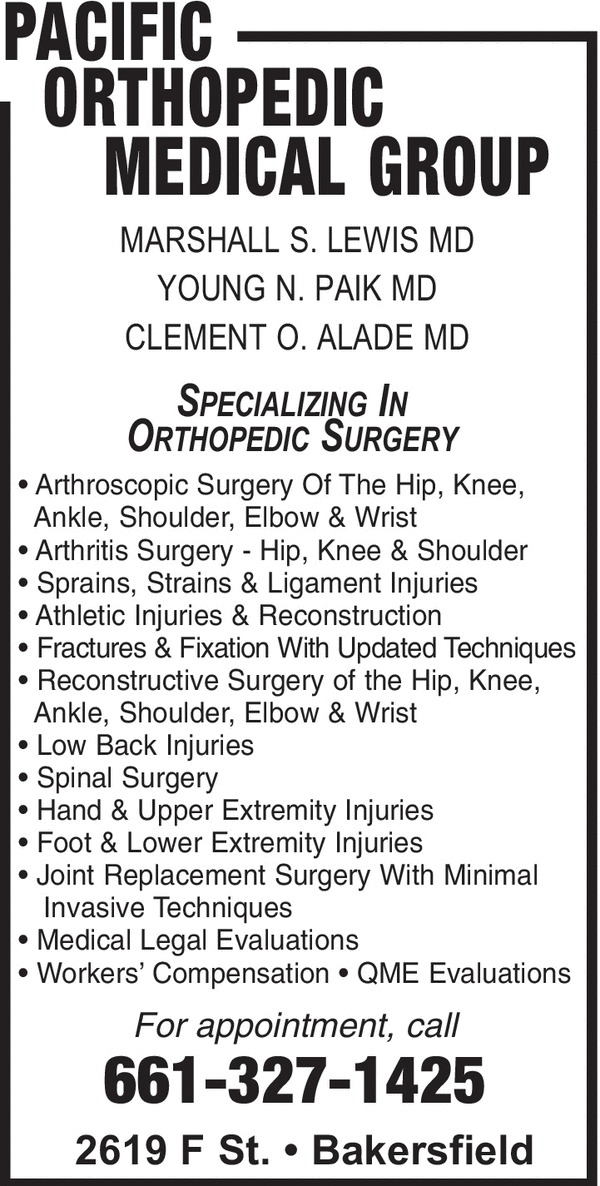 PACIFIC
ORTHOPEDIC
MEDICAL GROUP
MARSHALL S. LEWIS MD
YOUNG N. PAIK MD
CLEMENT O. ALADE MD
SPECIALIZING IN
ORTHOPEDIC SURGERY
• Arthroscopic Surgery Of The Hip, Knee,
Ankle, Shoulder, Elbow & Wrist
• Arthritis Surgery - Hip, Knee & Shoulder
• Sprains, Strains & Ligament Injuries
• Athletic Injuries & Reconstruction
• Fractures & Fixation With Updated Techniques
• Reconstructive Surgery of the Hip, Knee,
Ankle, Shoulder, Elbow & Wrist
• Low Back Injuries
• Spinal Surgery
• Hand & Upper Extremity Injuries
• Foot & Lower Extremity Injuries
• Joint Replacement Surgery With Minimal
Invasive Techniques
• Medical Legal Evaluations
• Workers’ Compensation • QME Evaluations
For appointment, call
661-327-1425
2619 F St. • Bakersfield